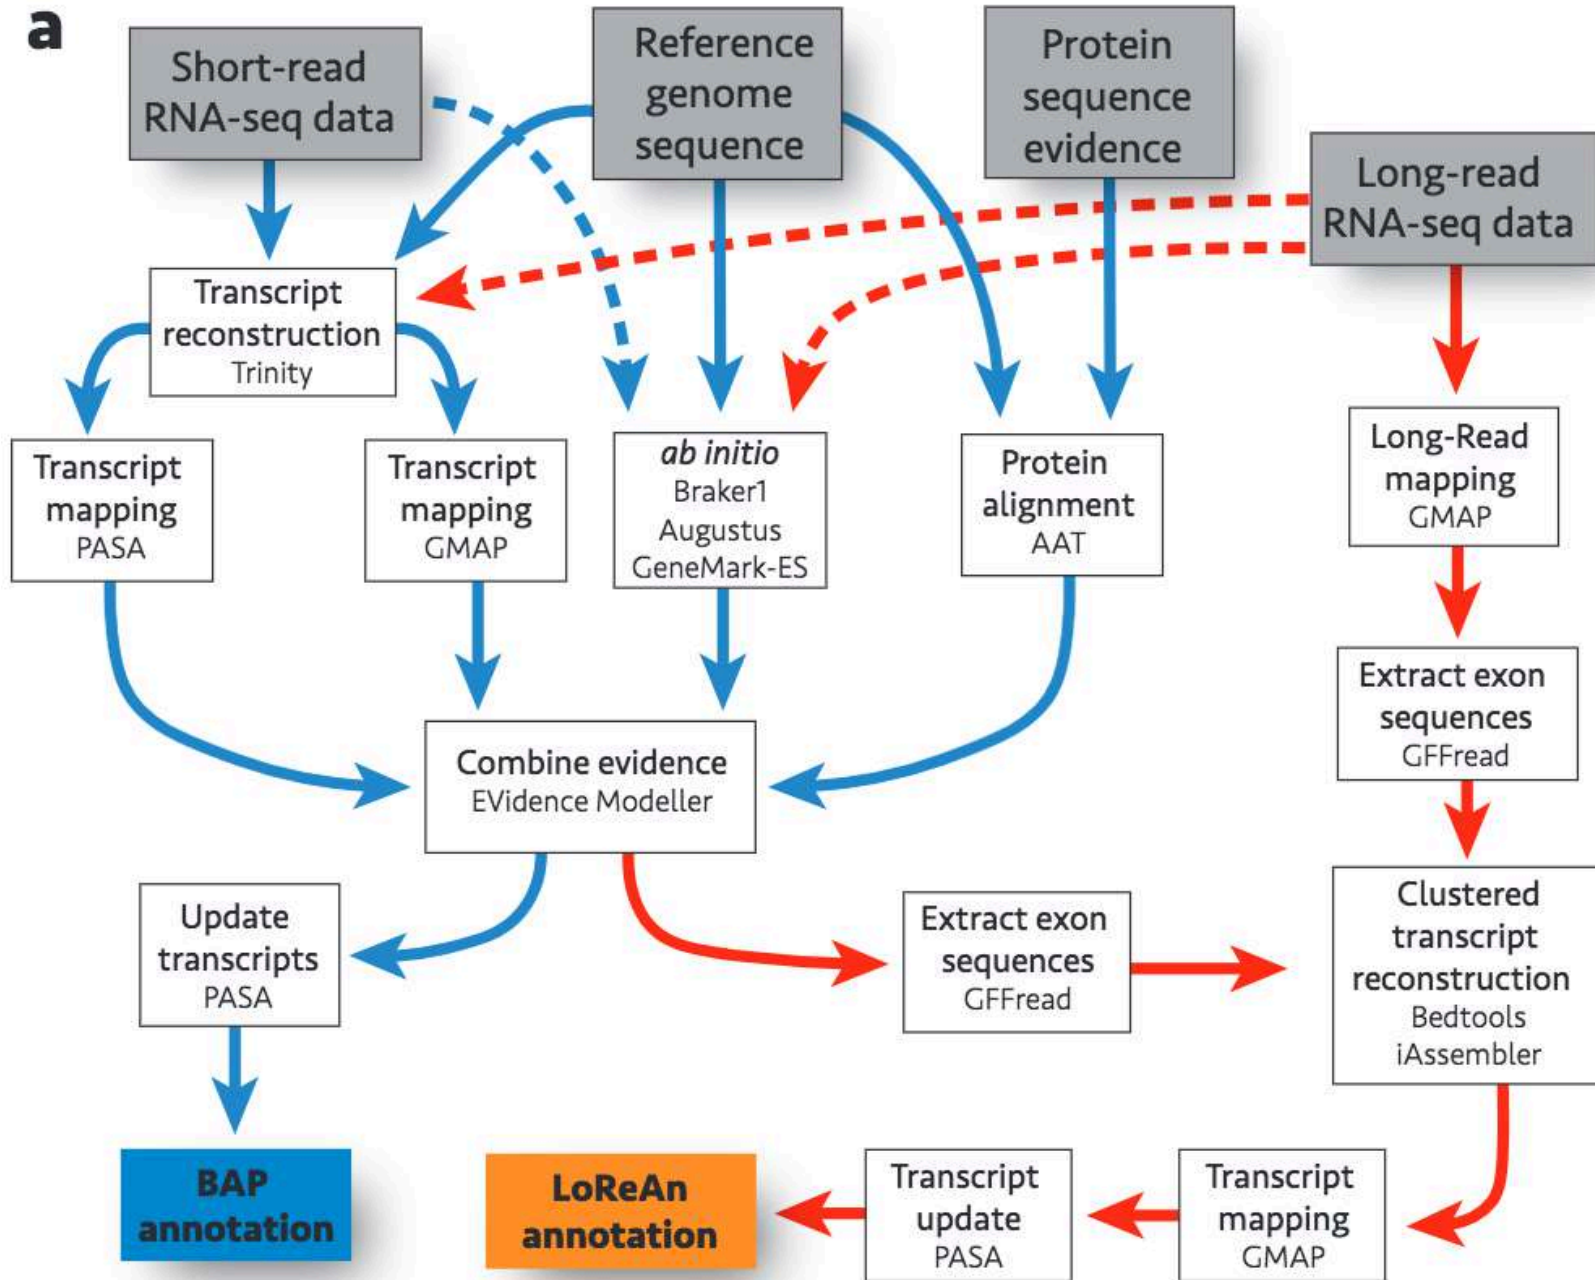 a
Short-read
RNA-seq data
Reference
genome
sequence
Protein
sequence
evidence
Long-read
RNA-seq data
Transcript
reconstruction
Trinity
Transcript
mapping
PASA
Transcript
mapping
GMAP
ab initio
Braker1
Augustus
GeneMark-ES
Protein
alignment
AAT
Long-Read
mapping
GMAP
Extract exon
sequences
GFFread
Combine evidence
EVidence Modeller
Update
transcripts
PASA
Extract exon
sequences
GFFread
Clustered
transcript
reconstruction
Bedtools
iAssembler
BAP
annotation
LoReAn
annotation
Transcript
update
PASA
Transcript
mapping
GMAP